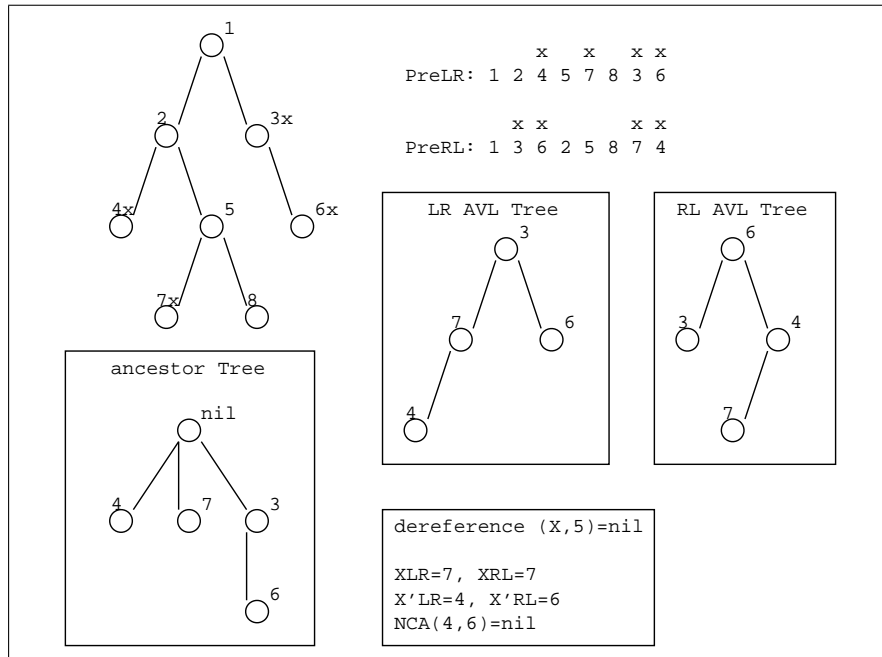 1
2
3x
4x
5
6x
7x
8
x x x x
PreLR: 1 2 4 5 7 8 3 6
x x x x
PreRL: 1 3 6 2 5 8 7 4
LR AVL Tree
3
7
6
4
RL AVL Tree
6
3
4
7
ancestor Tree
nil
4
7
3
6
dereference (X,5)=nil
XLR=7, XRL=7
X'LR=4, X'RL=6
NCA(4,6)=nil